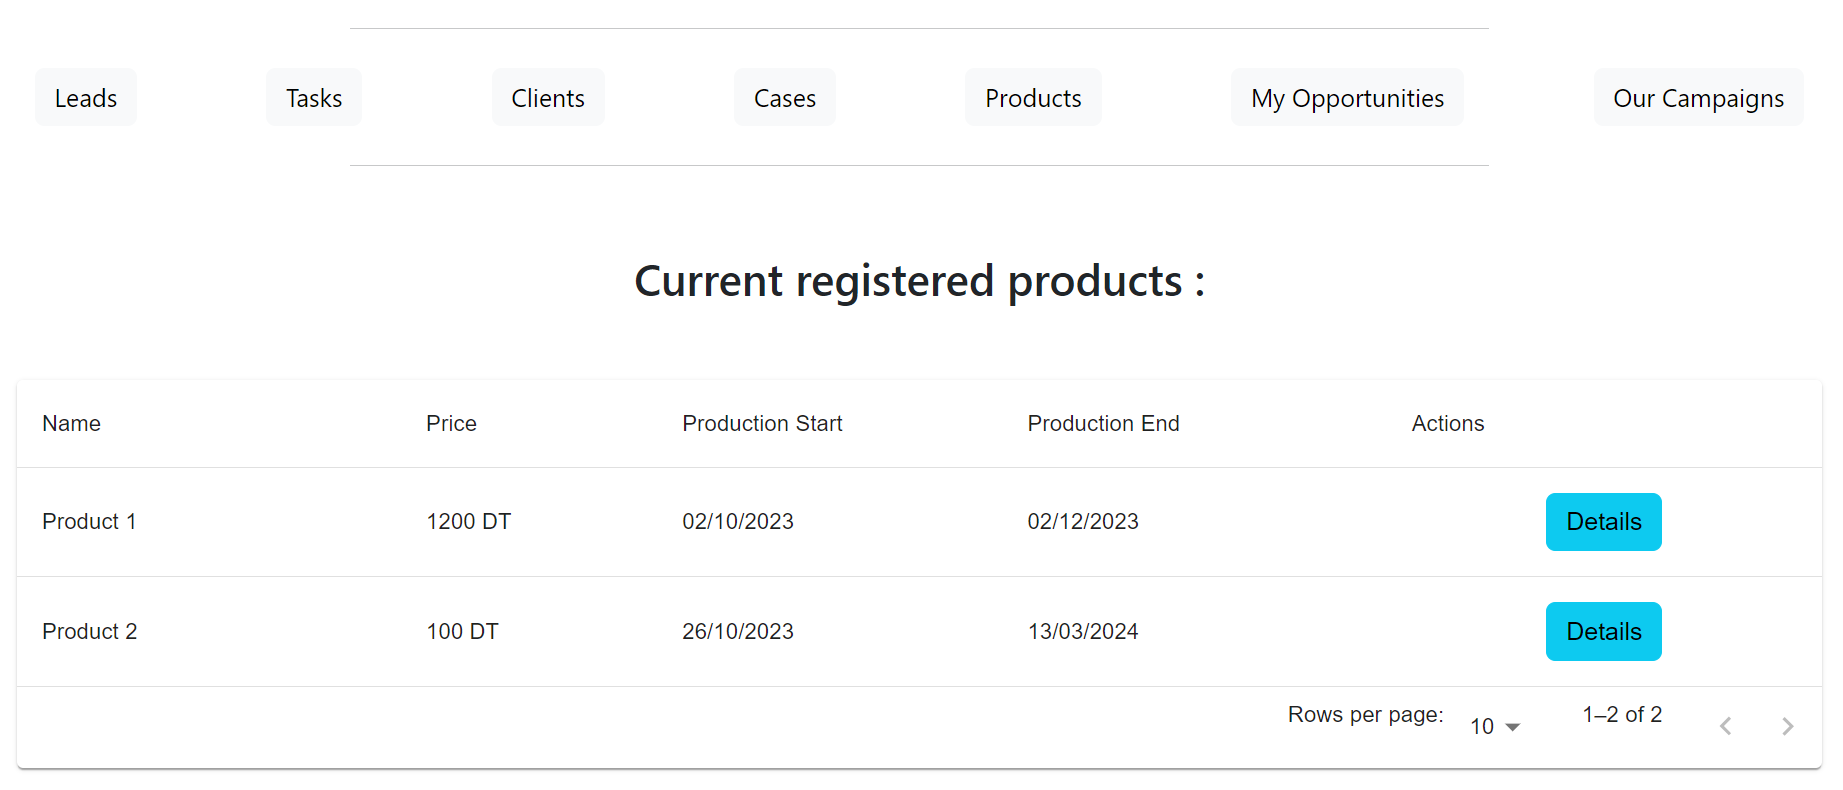 Leads Tasks Clients Cases Products My Opportunities Our Campaigns
Current registered products :
Name Price Production Start Production End Actions
Product 1 1200 DT 02/10/2023 02/12/2023 Details
Product 2 100 DT 26/10/2023 13/03/2024 Details
Rows per page: 10 1–2 of 2